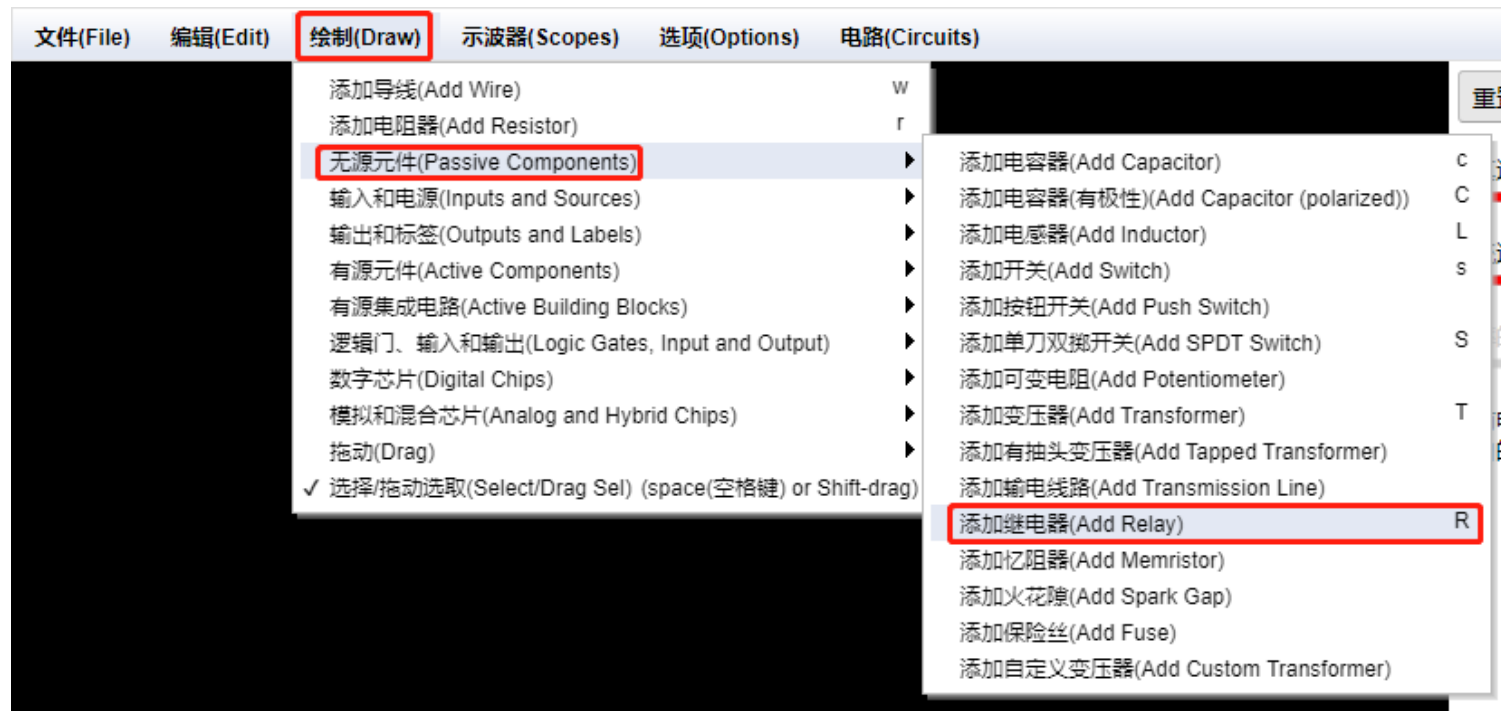 文件(File) 编辑(Edit) 绘制(Draw) 示波器(Scopes) 选项(Options) 电路(Circuits)
添加导线(Add Wire) w
添加电阻器(Add Resistor) r
无源元件(Passive Components)
输入和电源(Inputs and Sources)
输出和标签(Outputs and Labels)
有源元件(Active Components)
有源集成电路(Active Building Blocks)
逻辑门、输入和输出(Logic Gates, Input and Output)
数字芯片(Digital Chips)
模拟和混合芯片(Analog and Hybrid Chips)
拖动(Drag)
✓ 选择/拖动选取(Select/Drag Sel) (space(空格键) or Shift-drag)
添加电容器(Add Capacitor) c
添加电容器(有极性)(Add Capacitor (polarized)) C
添加电感器(Add Inductor) L
添加开关(Add Switch) s
添加按钮开关(Add Push Switch)
添加单刀双掷开关(Add SPDT Switch) S
添加可变电阻(Add Potentiometer)
添加变压器(Add Transformer) T
添加有抽头变压器(Add Tapped Transformer)
添加输电线路(Add Transmission Line)
添加继电器(Add Relay) R
添加忆阻器(Add Memristor)
添加火花隙(Add Spark Gap)
添加保险丝(Add Fuse)
添加自定义变压器(Add Custom Transformer)
重